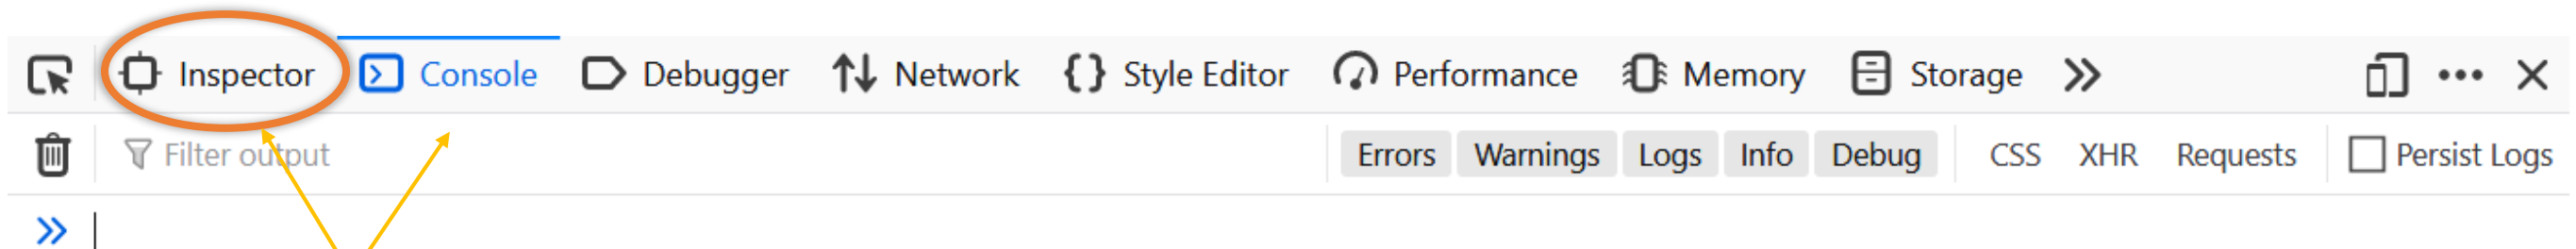 Inspector Console Debugger Network Style Editor Performance Memory Storage
Filter output Errors Warnings Logs Info Debug CSS XHR Requests Persist Logs